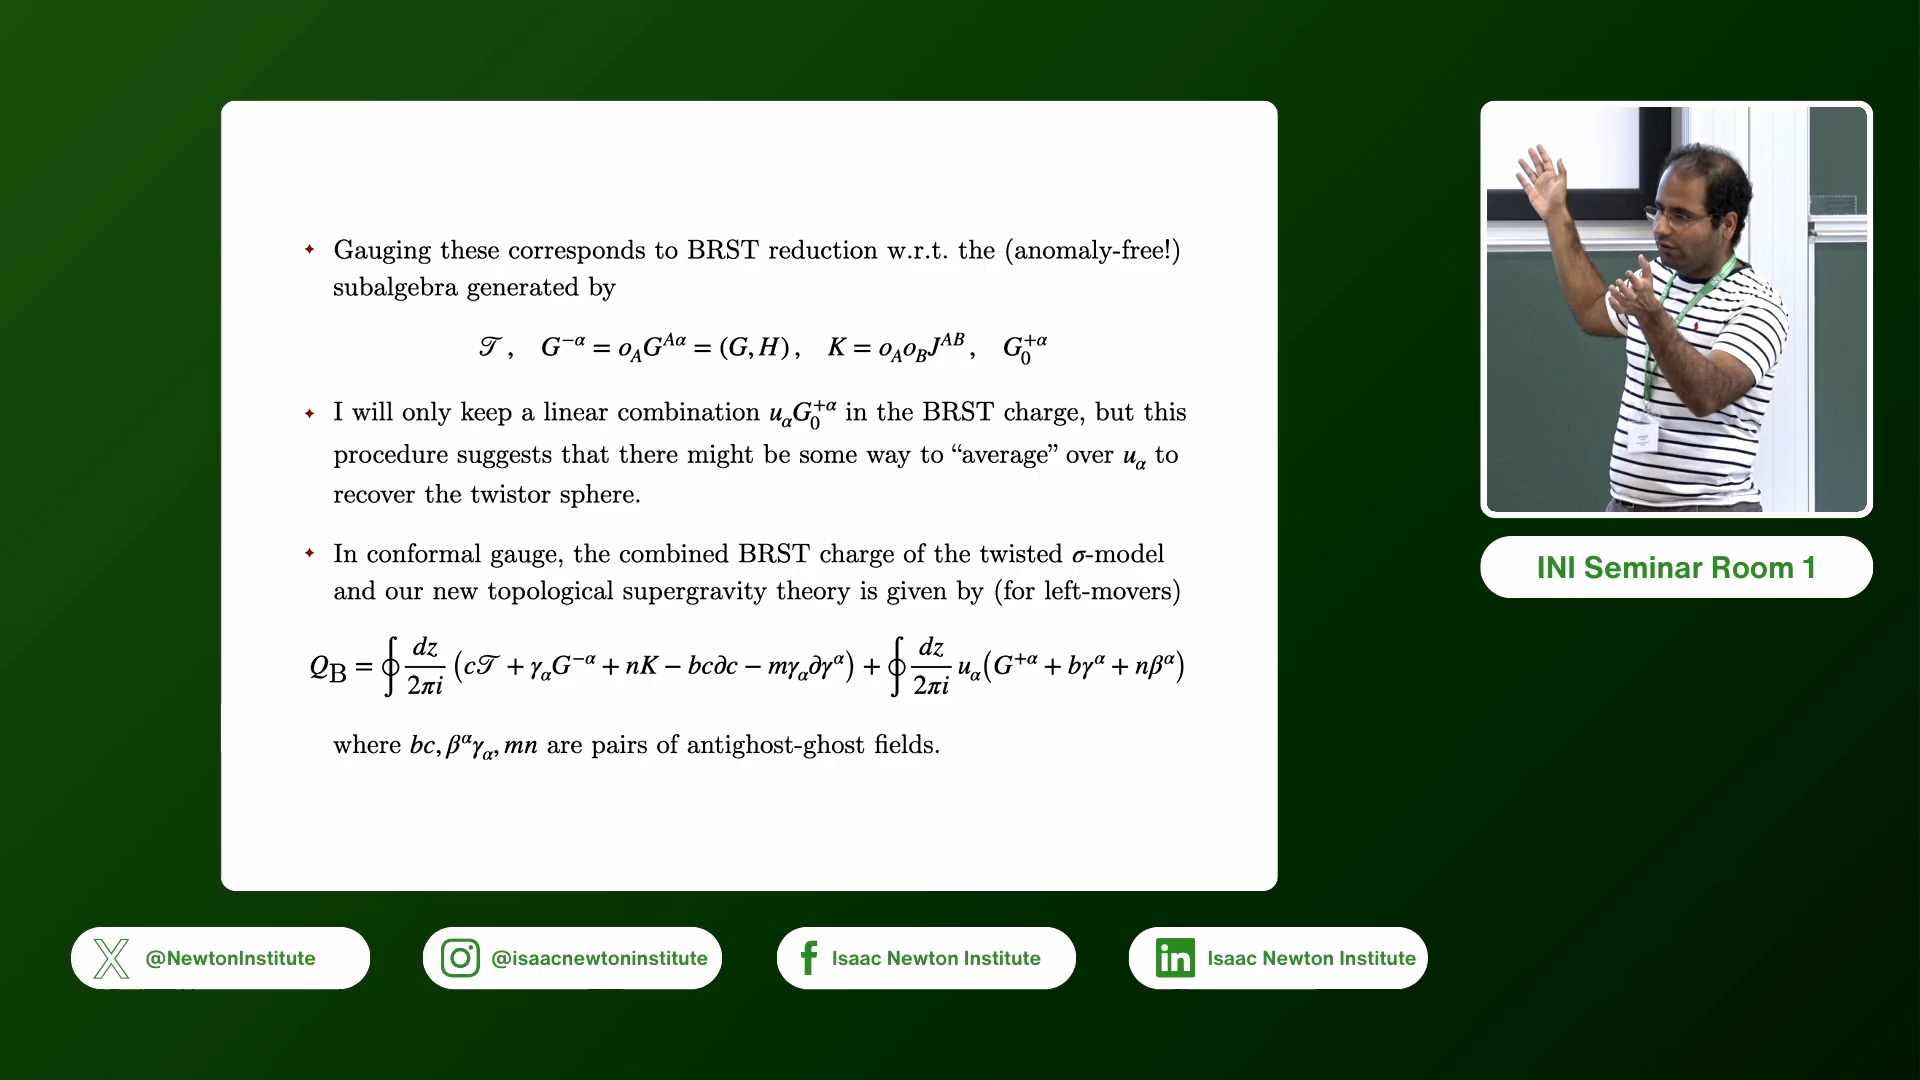 Gauging these corresponds to BRST reduction w.r.t. the (anomaly-free!)
subalgebra generated by
𝒯, G^{-α} = o_A G^{Aα} = (G, H), K = o_A o_B J^{AB}, G_0^{+α}
I will only keep a linear combination u_α G_0^{+α} in the BRST charge, but this
procedure suggests that there might be some way to “average” over u_α to
recover the twistor sphere.
In conformal gauge, the combined BRST charge of the twisted σ-model
and our new topological supergravity theory is given by (for left-movers)
Q_B = ∮ dz/2πi (c𝒯 + γ_α G^{-α} + nK − bc∂c − mγ_α ∂γ^α) + ∮ dz/2πi u_α (G^{+α} + bγ^α + nβ^α)
where bc, β^α γ_α, mn are pairs of antighost-ghost fields.
INI Seminar Room 1
@NewtonInstitute
@isaacnewtoninstitute
Isaac Newton Institute
Isaac Newton Institute